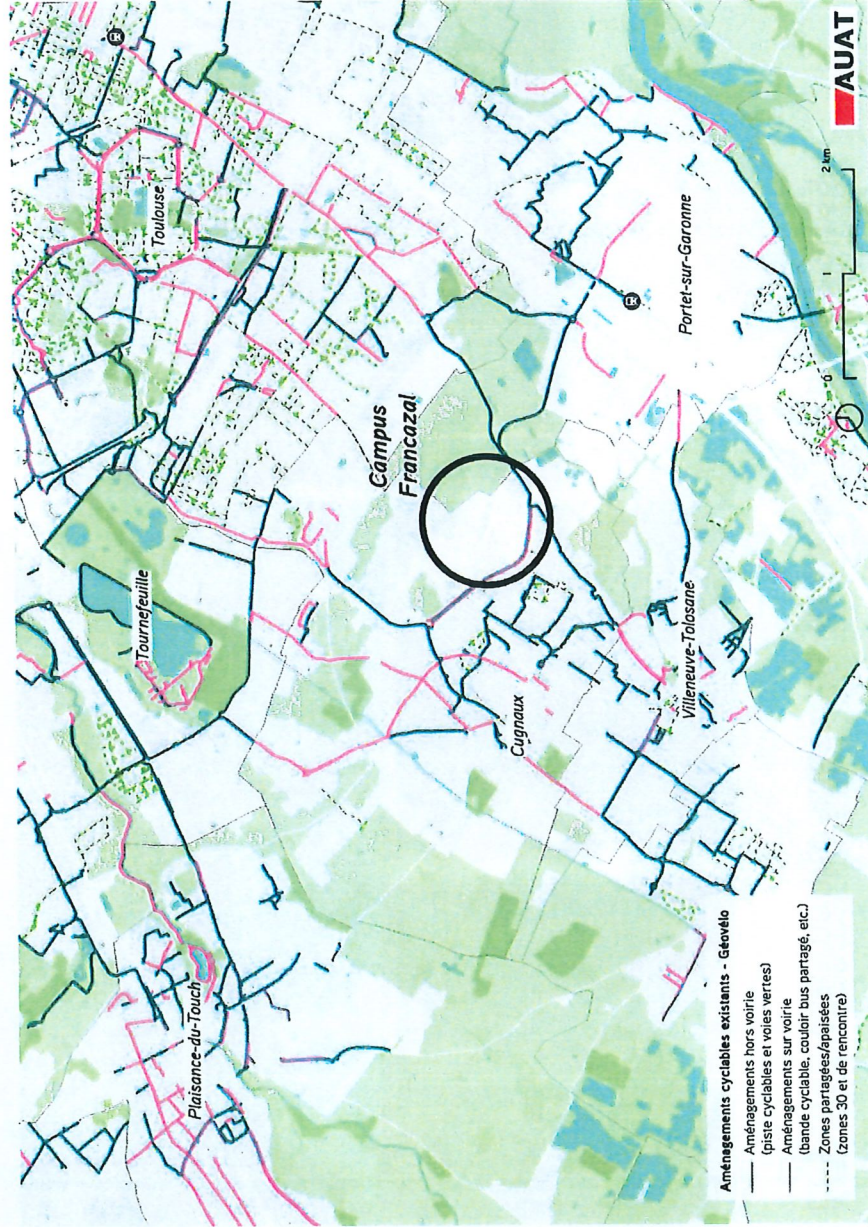 Toulouse
Tournefeuille
Plaisance-du-Touch
Campus
Francazal
Cugnaux
Villeneuve-Tolosane
Portet-sur-Garonne
Aménagements cyclables existants - Géovélo
Aménagements hors voirie
(piste cyclables et voies vertes)
Aménagements sur voirie
(bande cyclable, couloir bus partagé, etc.)
Zones partagées/apaisées
(zones 30 et de rencontre)
0 1 2 km
AUAT